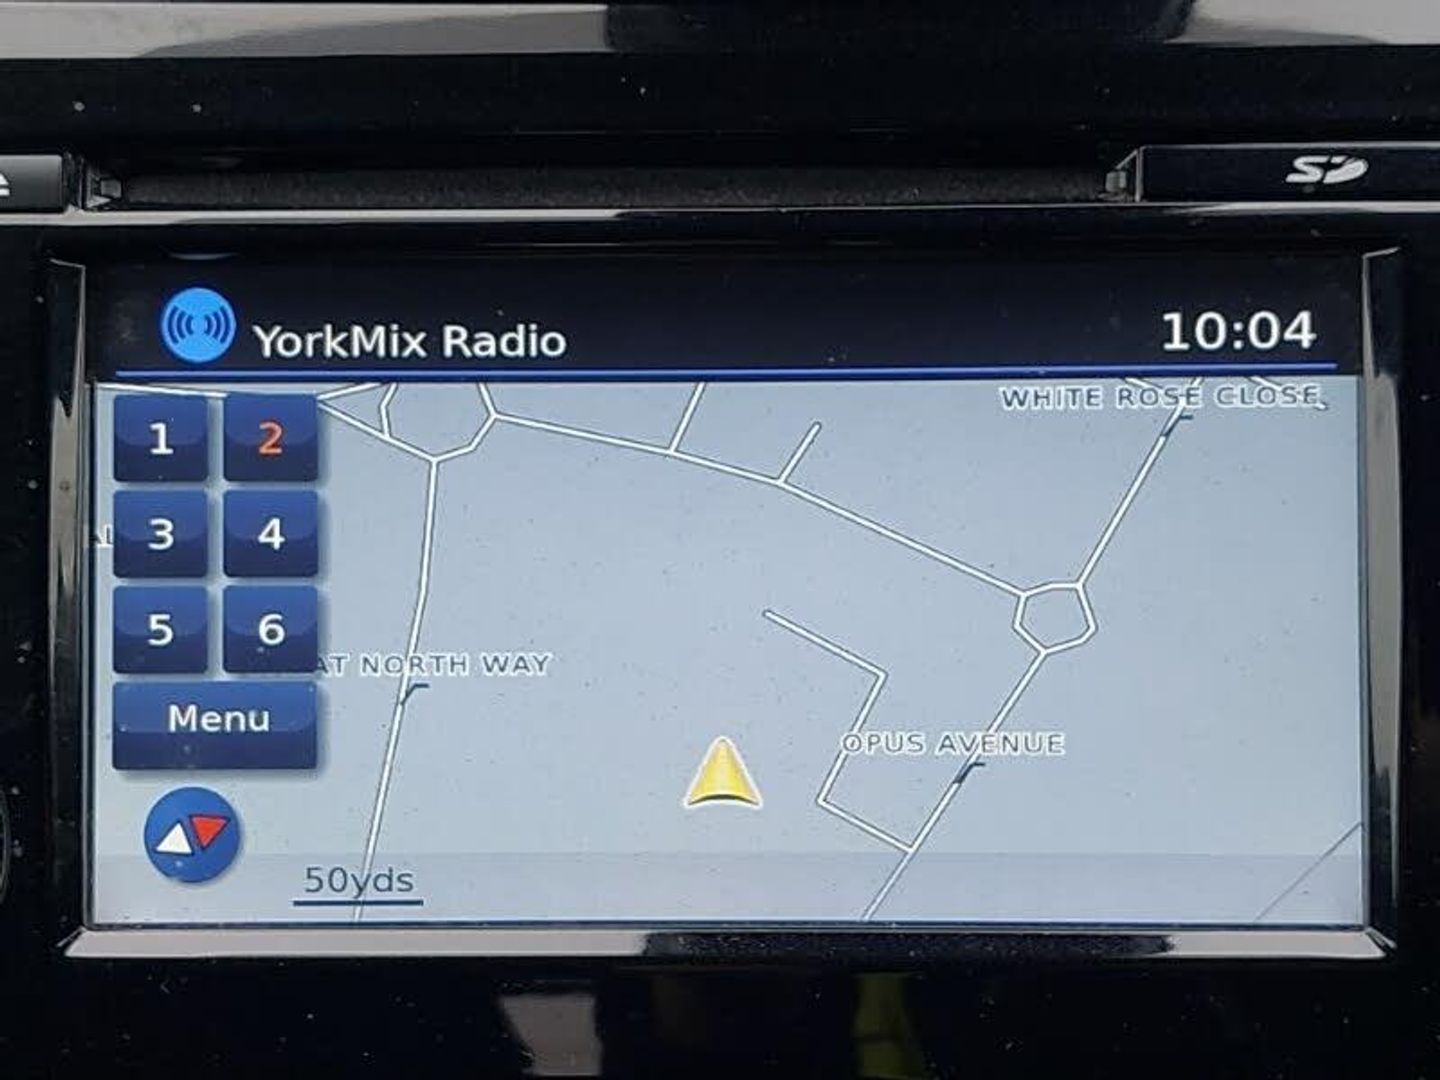 SD
YorkMix Radio
10:04
WHITE ROSE CLOSE
1 2
3 4
5 6
AT NORTH WAY
Menu
OPUS AVENUE
50yds